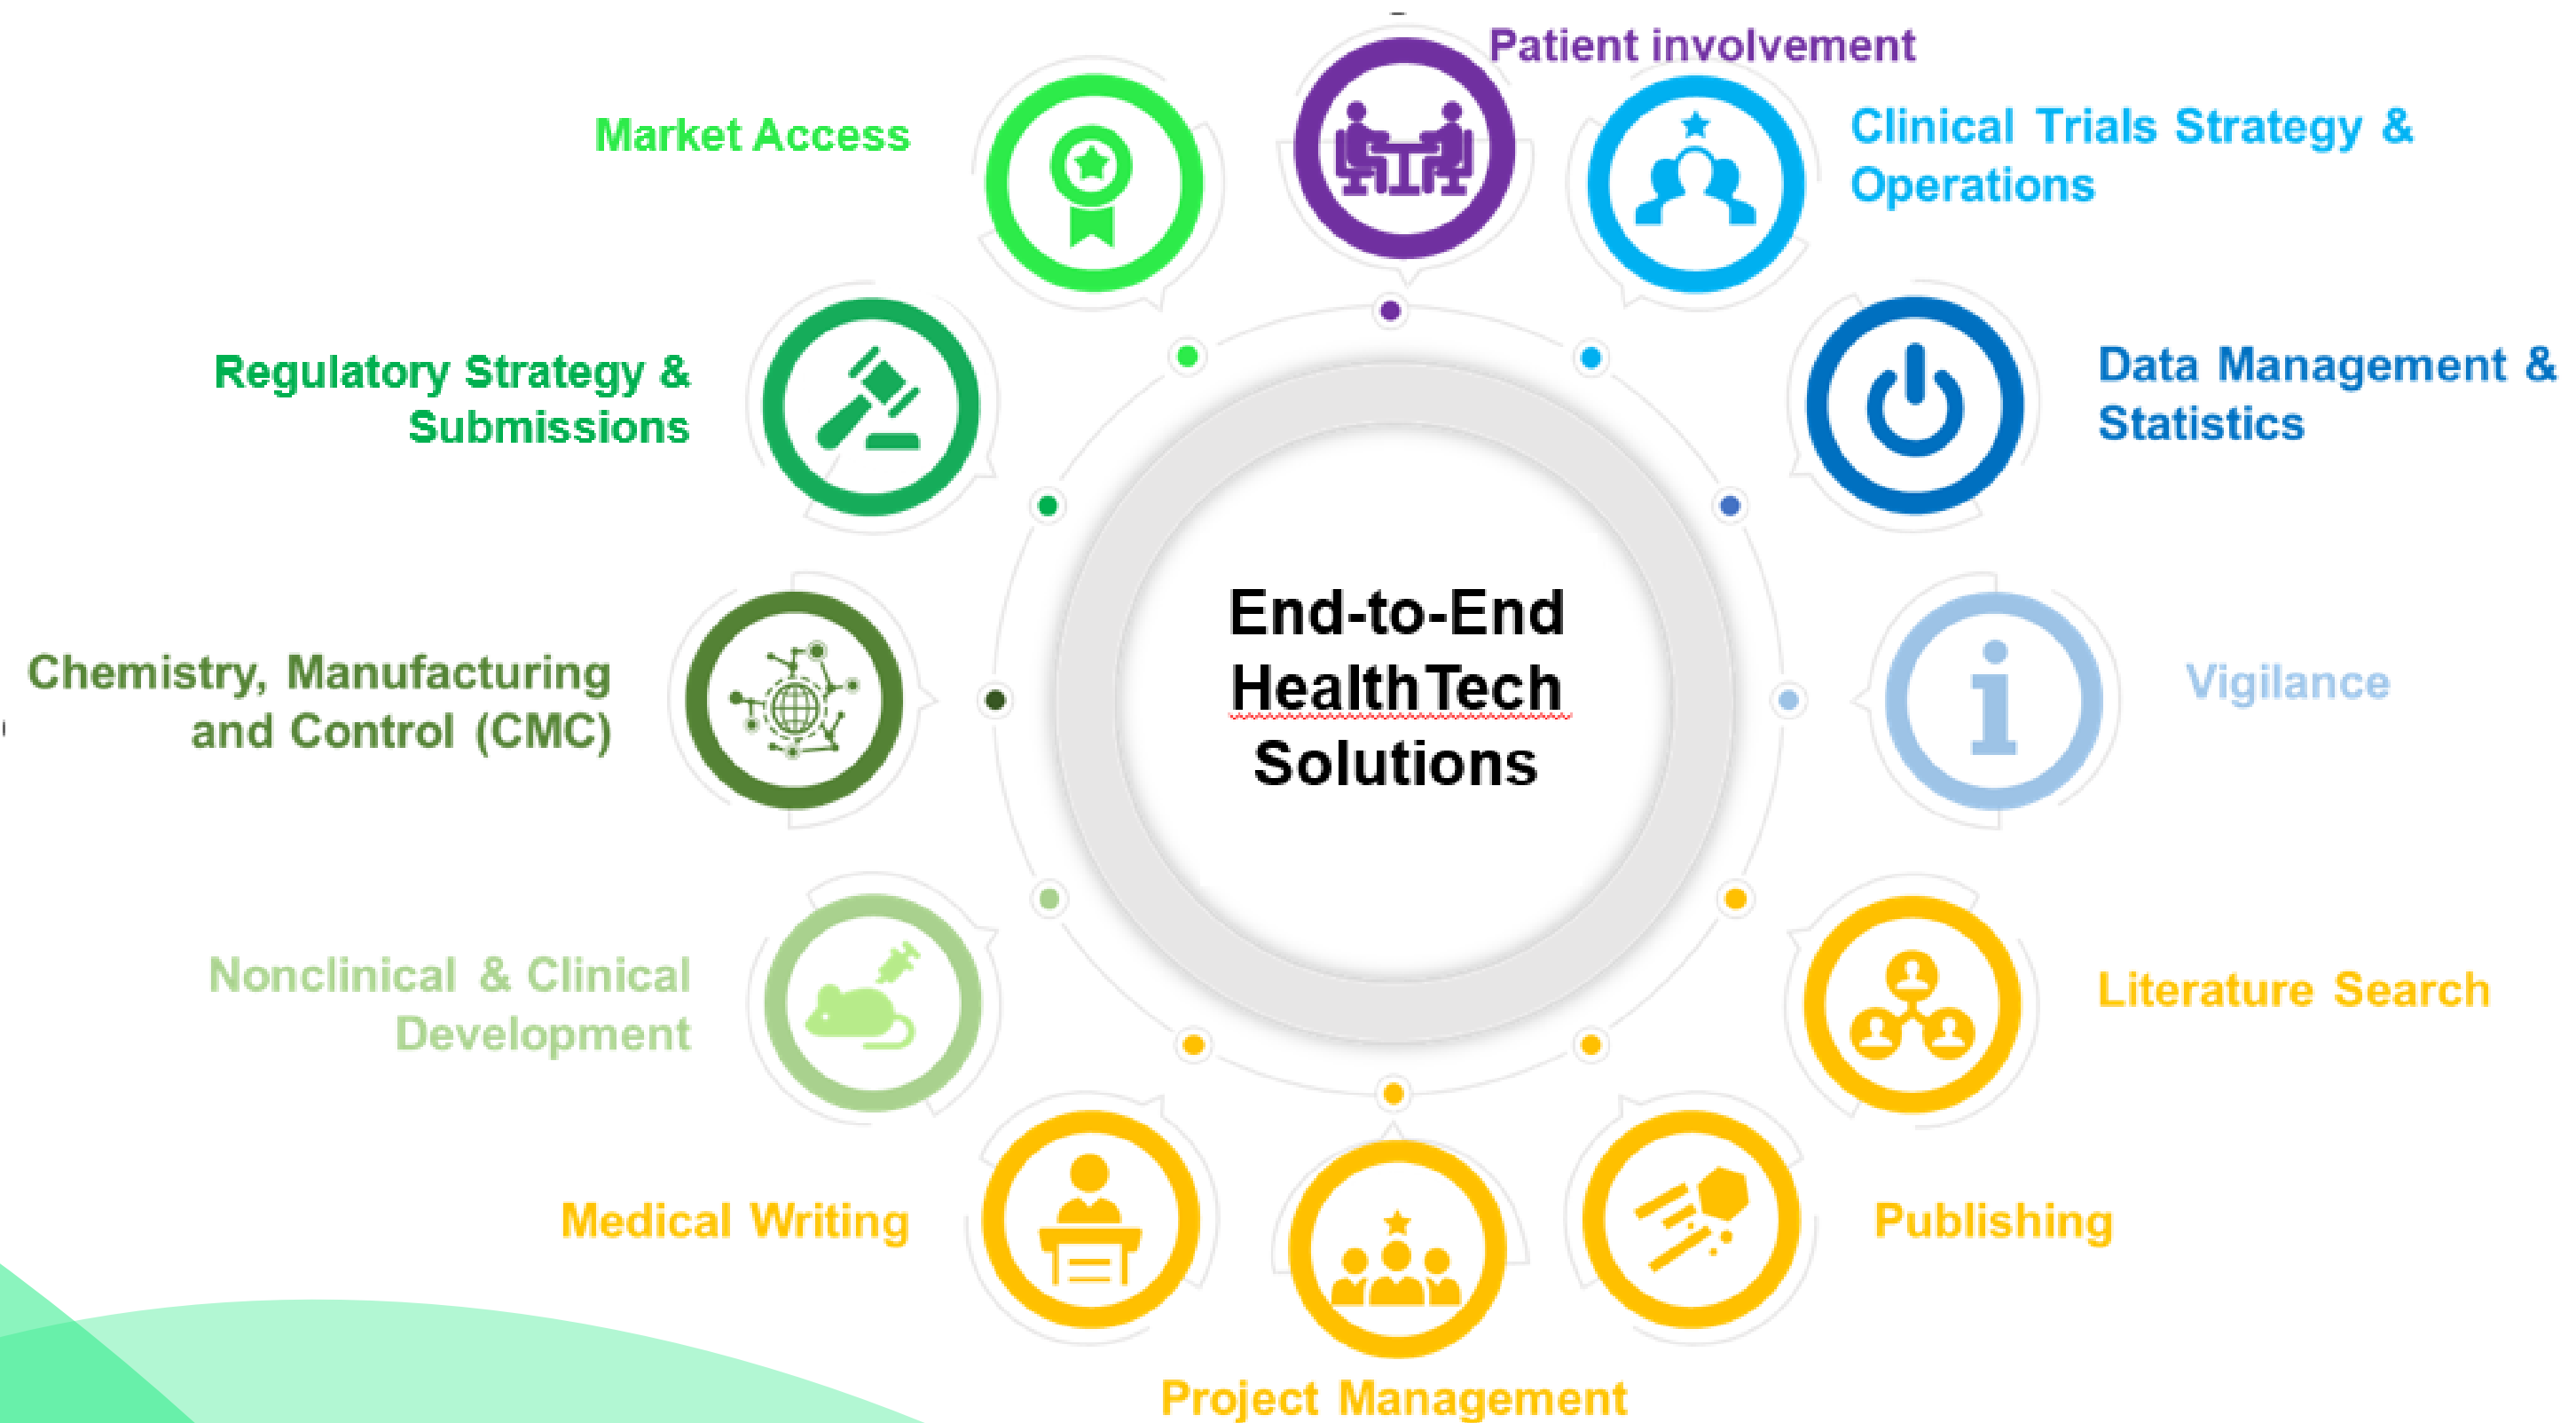 Patient involvement
Market Access
Clinical Trials Strategy &
Operations
Regulatory Strategy &
Submissions
Data Management &
Statistics
End-to-End
HealthTech
Solutions
Chemistry, Manufacturing
and Control (CMC)
Vigilance
Nonclinical & Clinical
Development
Literature Search
Medical Writing
Publishing
Project Management